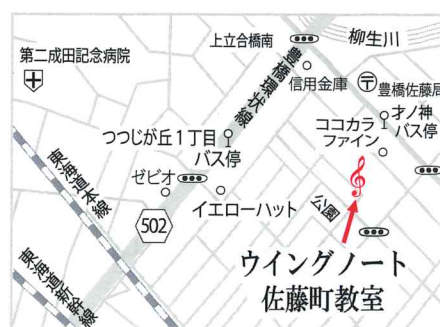 上立合橋南
柳生川
第二成田記念病院
豊橋環状線
信用金庫
〒
豊橋佐藤局
才ノ神
バス停
つつじが丘1丁目
バス停
ココカラ
ファイン
東海道本線
ゼビオ
502
イエローハット
公園
東海道新幹線
ウイングノート
佐藤町教室